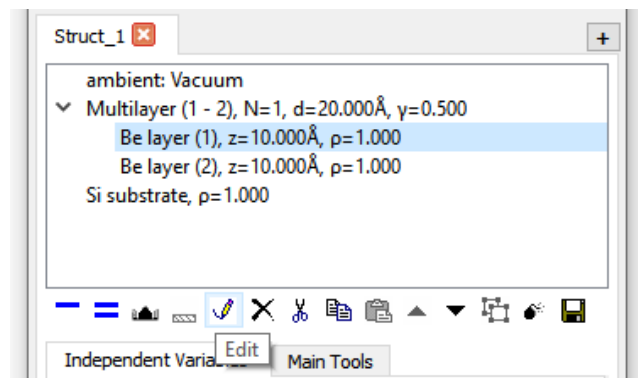 Struct_1
+
ambient: Vacuum
Multilayer (1 - 2), N=1, d=20.000Å, γ=0.500
Be layer (1), z=10.000Å, ρ=1.000
Be layer (2), z=10.000Å, ρ=1.000
Si substrate, ρ=1.000
Edit
Independent Variables Main Tools